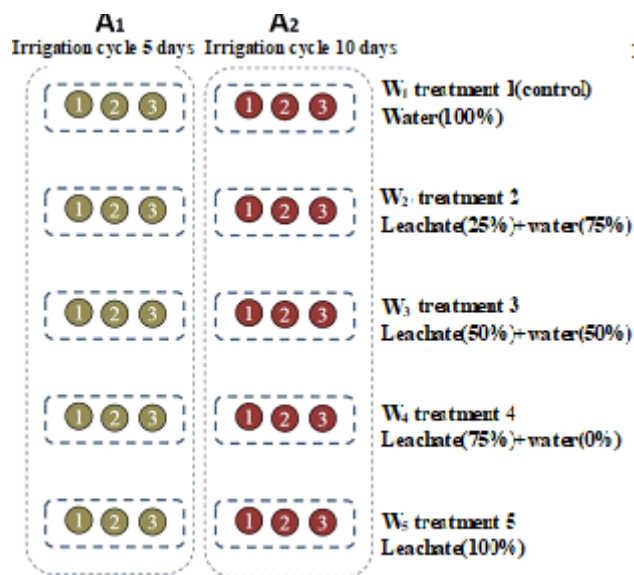 A1 A2
Irrigation cycle 5 days Irrigation cycle 10 days
1 2 3 1 2 3 W1 treatment 1(control)
Water(100%)
1 2 3 1 2 3 W2 treatment 2
Leachate(25%)+water(75%)
1 2 3 1 2 3 W3 treatment 3
Leachate(50%)+water(50%)
1 2 3 1 2 3 W4 treatment 4
Leachate(75%)+water(0%)
1 2 3 1 2 3 W5 treatment 5
Leachate(100%)